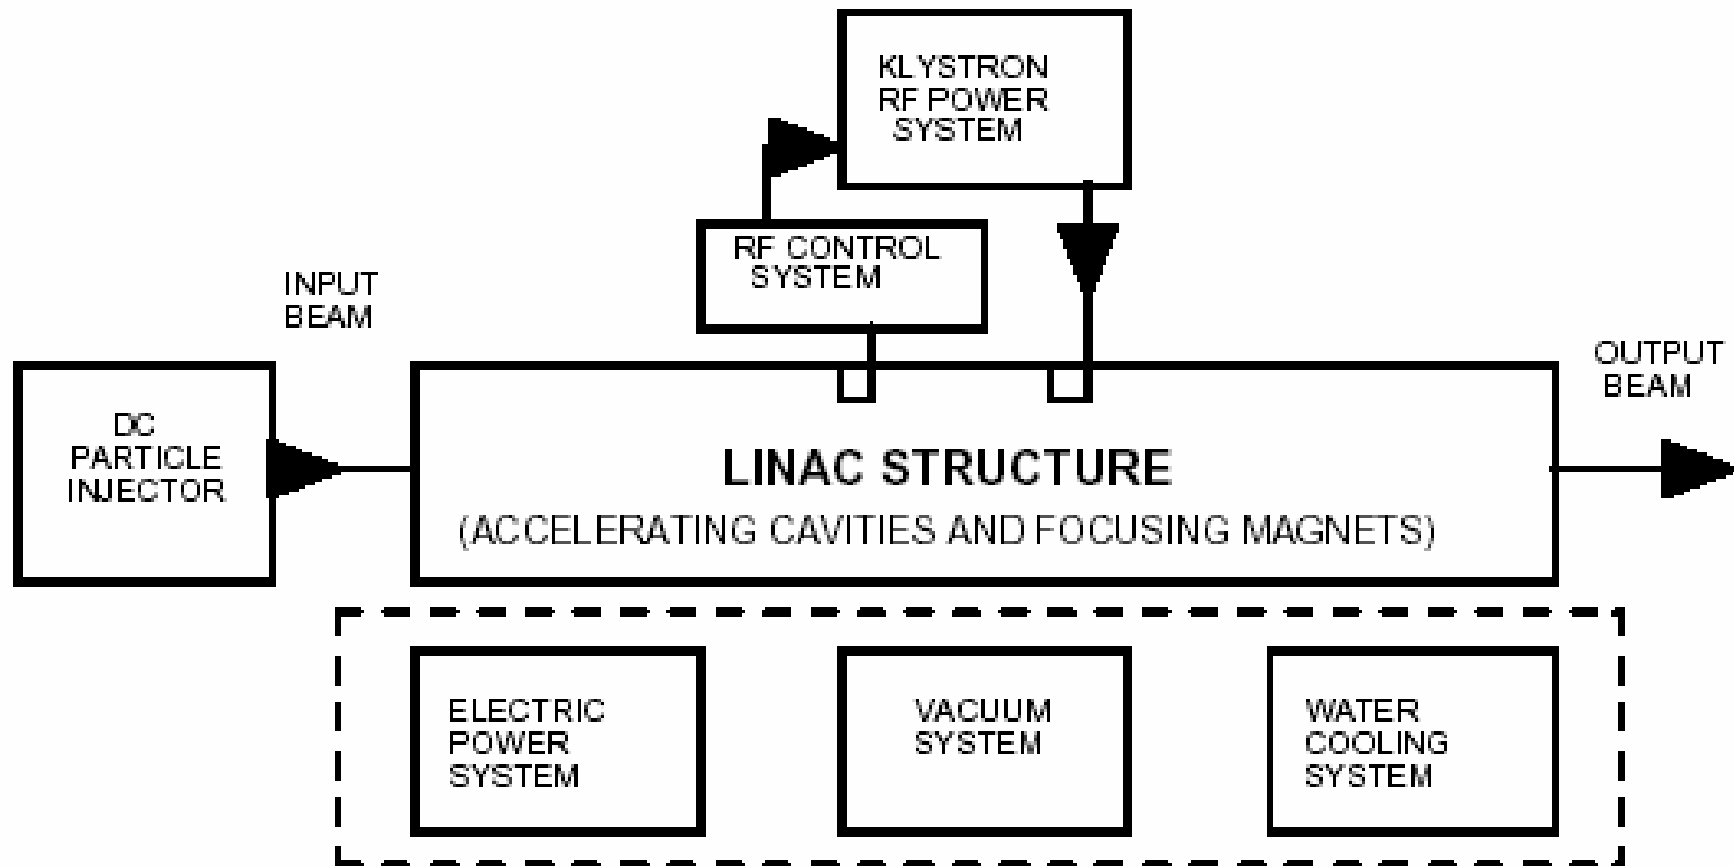 KLYSTRON
RF POWER
SYSTEM
RF CONTROL
SYSTEM
INPUT
BEAM
OUTPUT
BEAM
DC
PARTICLE
INJECTOR
LINAC STRUCTURE
(ACCELERATING CAVITIES AND FOCUSING MAGNETS)
ELECTRIC
POWER
SYSTEM
VACUUM
SYSTEM
WATER
COOLING
SYSTEM